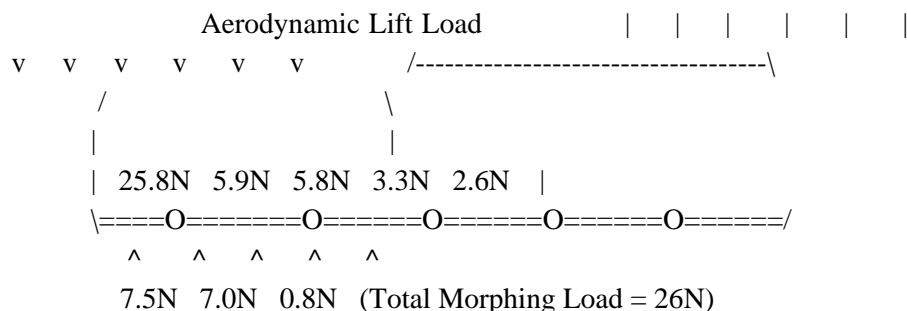 Aerodynamic Lift Load | | | | | |
v v v v v v /------------------------------------\
/ \
| |
| 25.8N 5.9N 5.8N 3.3N 2.6N |
\====O=======O======O======O======O======/
^ ^ ^ ^ ^
7.5N 7.0N 0.8N (Total Morphing Load = 26N)